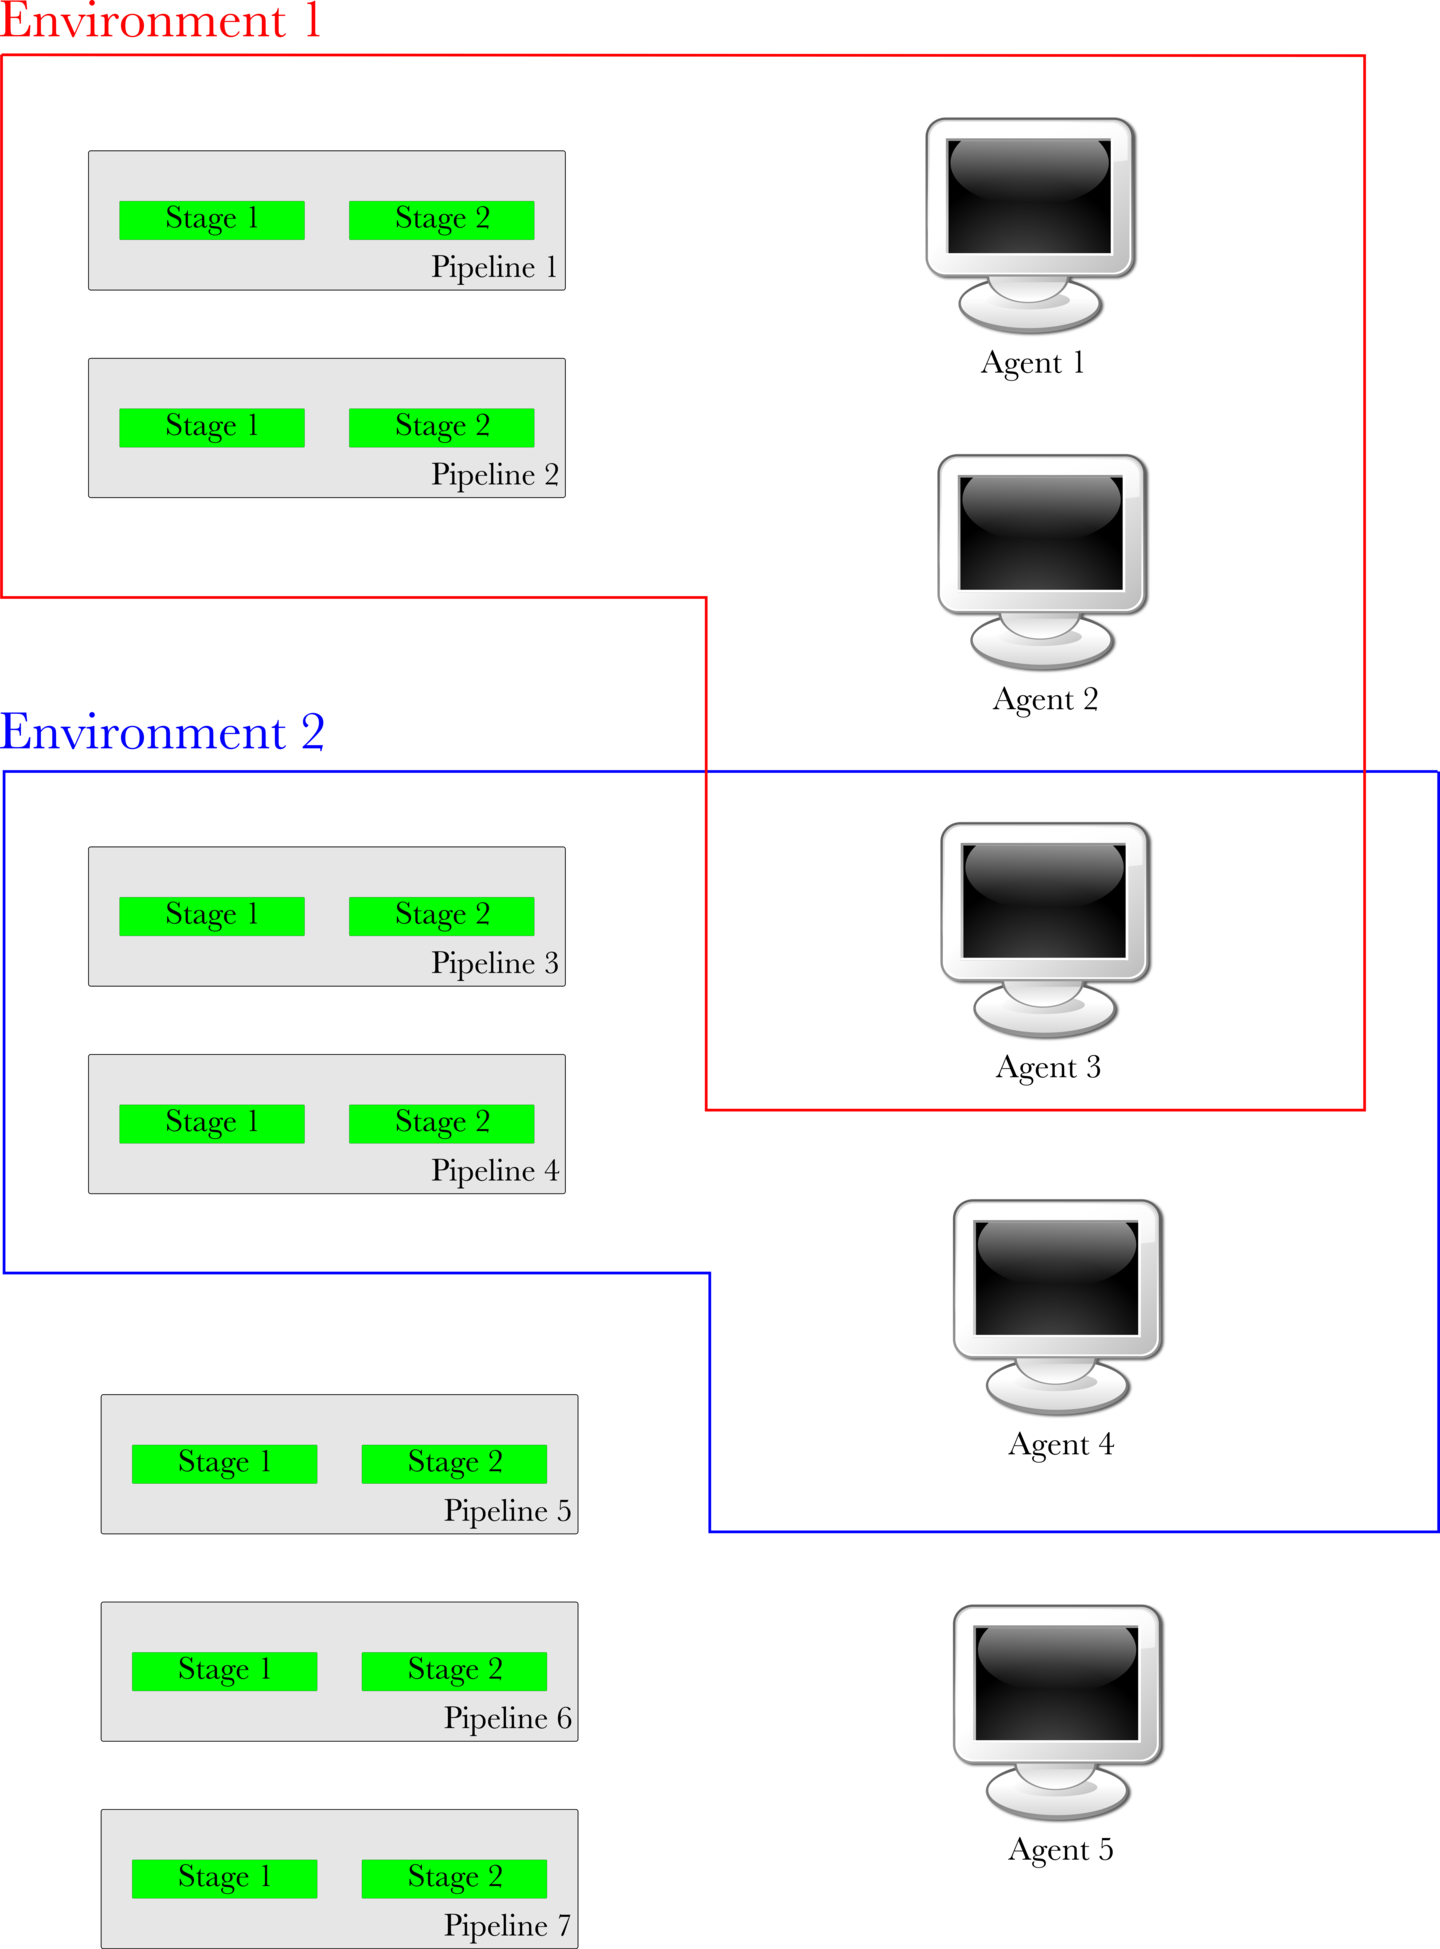 Environment 1
Stage 1 Stage 2
Pipeline 1
Agent 1
Stage 1 Stage 2
Pipeline 2
Agent 2
Environment 2
Stage 1 Stage 2
Pipeline 3
Agent 3
Stage 1 Stage 2
Pipeline 4
Agent 4
Stage 1 Stage 2
Pipeline 5
Stage 1 Stage 2
Pipeline 6
Agent 5
Stage 1 Stage 2
Pipeline 7